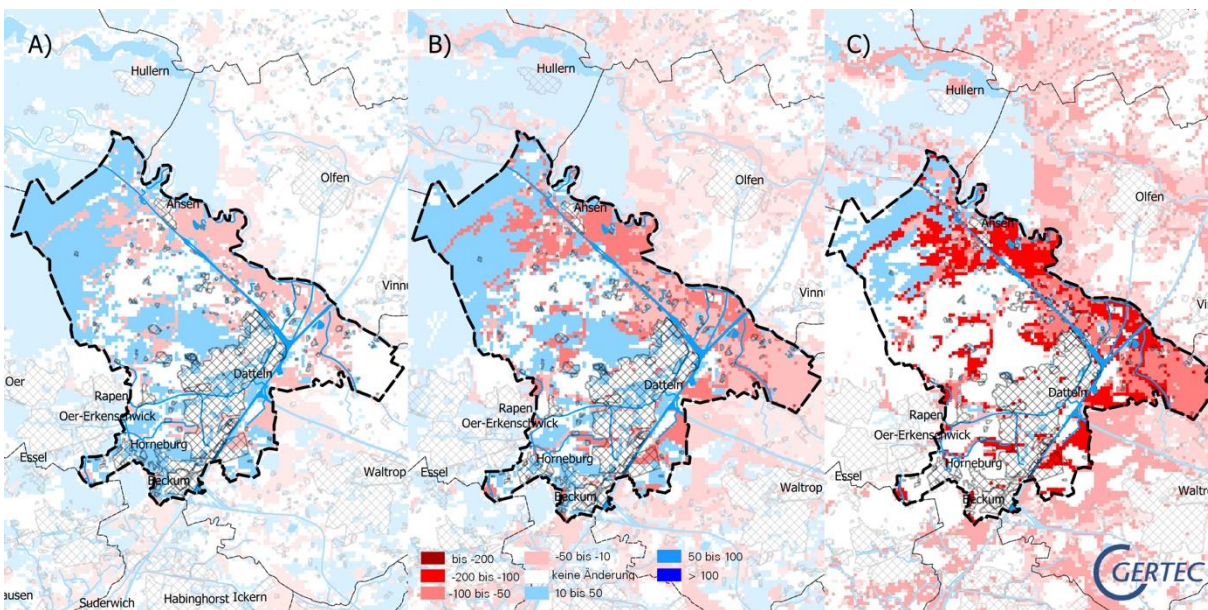 A)
Hullern
Olfen
Ahsen
Vinnu
Datteln
Oer
Rapen
Oer-Erkenschwick
Essel
Horneburg
Waltrop
Beckum
ausen
Suderwich
Habinghorst Ickern
B)
Hullern
Olfen
Ahsen
Vinnu
Datteln
Rapen
Oer-Erkenschwick
Essel
Horneburg
Waltrop
Beckum
bis -200
-200 bis -100
-100 bis -50
-50 bis -10
keine Änderung
10 bis 50
50 bis 100
> 100
C)
Hullern
Olfen
Ahsen
Vin
Datteln
Rapen
Oer-Erkenschwick
Essel
Horneburg
Waltr
Beckum
GERTEC